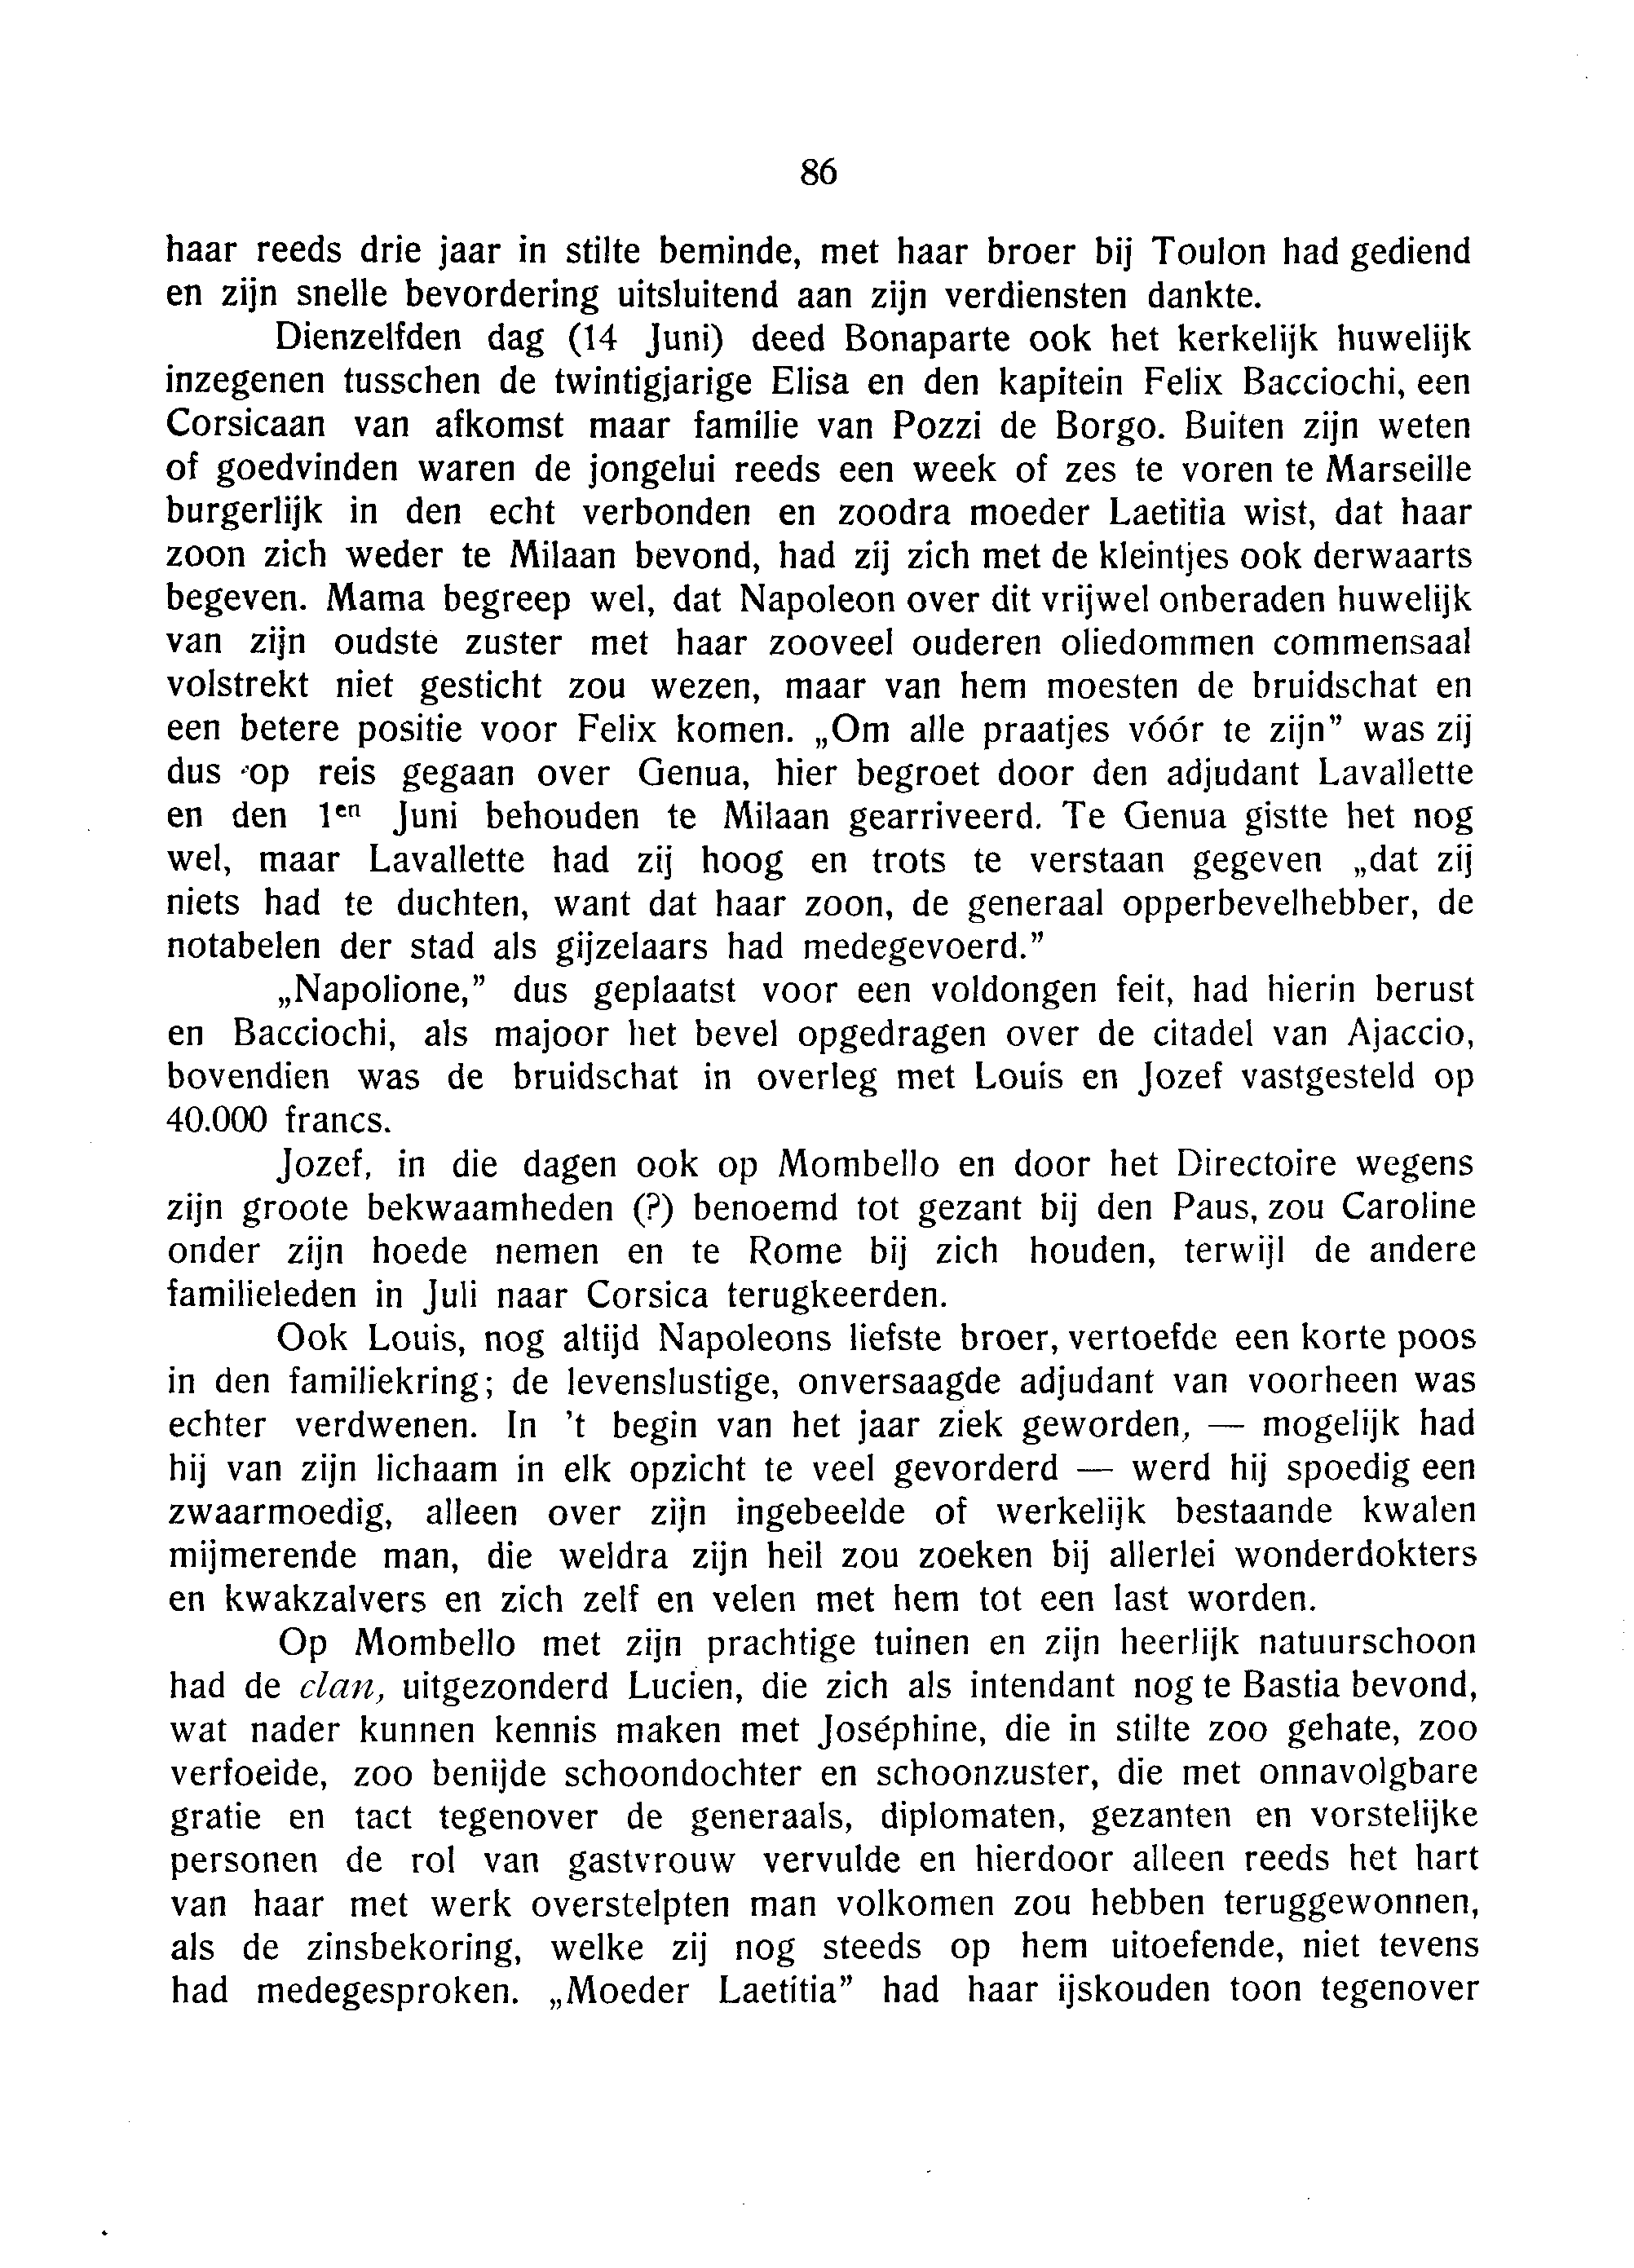 86
haar reeds drie jaar in stilte beminde, met haar broer bij Toulon had gediend
en zijn snelle bevordering uitsluitend aan zijn verdiensten dankte.
Dienzelfden dag (14 Juni) deed Bonaparte ook het kerkelijk huwelijk
inzegenen tusschen de twintigjarige Elisa en den kapitein Felix Bacciochi, een
Corsicaan van afkomst maar familie van Pozzi de Borgo. Buiten zijn weten
of goedvinden waren de jongelui reeds een week of zes te voren te Marseille
burgerlijk in den echt verbonden en zoodra moeder Laetitia wist, dat haar
zoon zich weder te Milaan bevond, had zij zich met de kleintjes ook derwaarts
begeven. Mama begreep wel, dat Napoleon over dit vrijwel onberaden huwelijk
van zijn oudste zuster met haar zooveel ouderen oliedommen commensaal
volstrekt niet gesticht zou wezen, maar van hem moesten de bruidschat en
een betere positie voor Felix komen. „Om alle praatjes vóór te zijn” was zij
dus op reis gegaan over Genua, hier begroet door den adjudant Lavallette
en den 1en Juni behouden te Milaan gearriveerd. Te Genua gistte het nog
wel, maar Lavallette had zij hoog en trots te verstaan gegeven „dat zij
niets had te duchten, want dat haar zoon, de generaal opperbevelhebber, de
notabelen der stad als gijzelaars had medegevoerd.”
„Napolione,” dus geplaatst voor een voldongen feit, had hierin berust
en Bacciochi, als majoor het bevel opgedragen over de citadel van Ajaccio,
bovendien was de bruidschat in overleg met Louis en Jozef vastgesteld op
40.000 francs.
Jozef, in die dagen ook op Mombello en door het Directoire wegens
zijn groote bekwaamheden (?) benoemd tot gezant bij den Paus, zou Caroline
onder zijn hoede nemen en te Rome bij zich houden, terwijl de andere
familieleden in Juli naar Corsica terugkeerden.
Ook Louis, nog altijd Napoleons liefste broer, vertoefde een korte poos
in den familiekring; de levenslustige, onversaagde adjudant van voorheen was
echter verdwenen. In 't begin van het jaar ziek geworden, — mogelijk had
hij van zijn lichaam in elk opzicht te veel gevorderd — werd hij spoedig een
zwaarmoedig, alleen over zijn ingebeelde of werkelijk bestaande kwalen
mijmerende man, die weldra zijn heil zou zoeken bij allerlei wonderdokters
en kwakzalvers en zich zelf en velen met hem tot een last worden.
Op Mombello met zijn prachtige tuinen en zijn heerlijk natuurschoon
had de clan, uitgezonderd Lucien, die zich als intendant nog te Bastia bevond,
wat nader kunnen kennis maken met Joséphine, die in stilte zoo gehate, zoo
verfoeide, zoo benijde schoondochter en schoonzuster, die met onnavolgbare
gratie en tact tegenover de generaals, diplomaten, gezanten en vorstelijke
personen de rol van gastvrouw vervulde en hierdoor alleen reeds het hart
van haar met werk overstelpten man volkomen zou hebben teruggewonnen,
als de zinsbekoring, welke zij nog steeds op hem uitoefende, niet tevens
had medegesproken. „Moeder Laetitia” had haar ijskouden toon tegenover